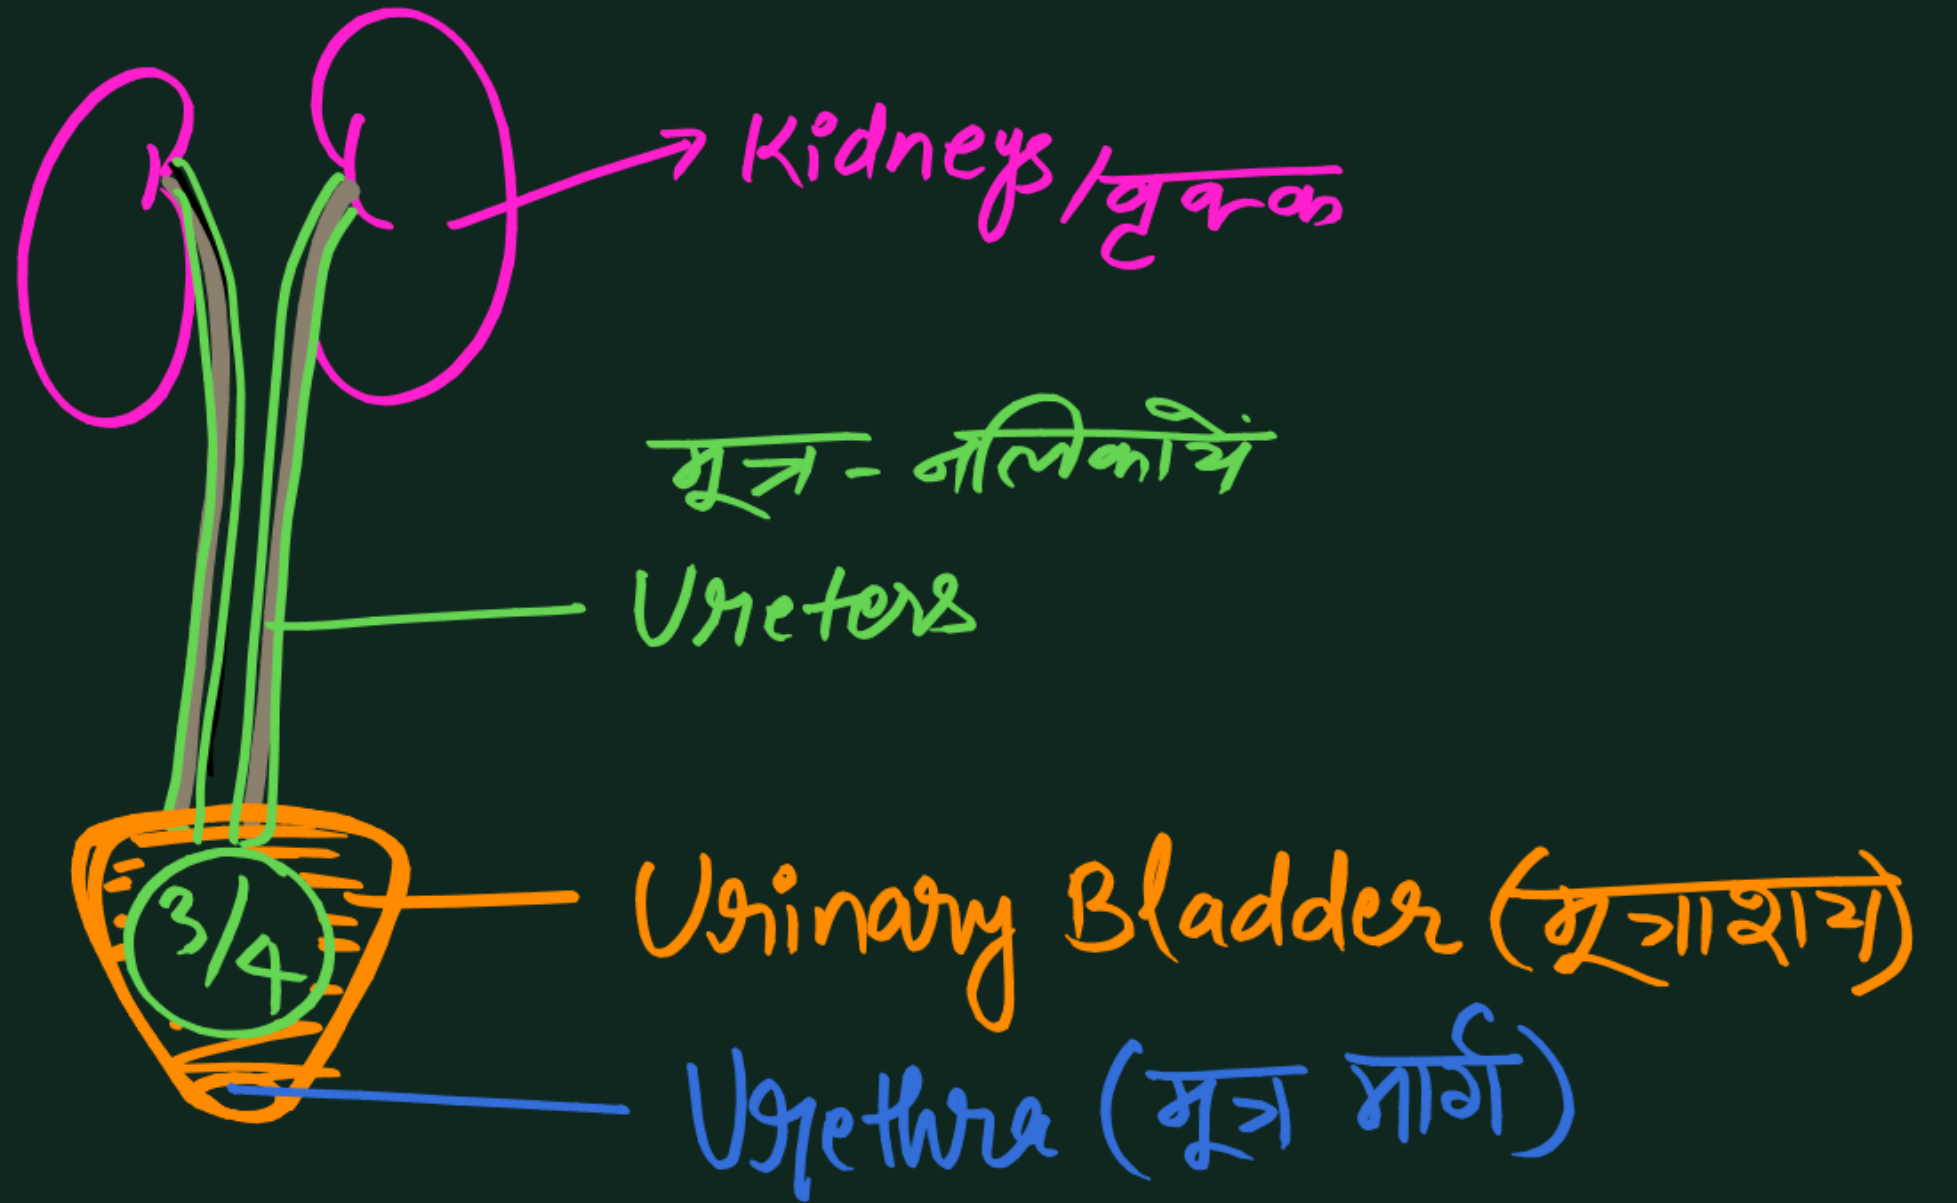 Kidneys/वृक्क
मूत्र-नलिकायें
Ureters
3/4
Urinary Bladder (मूत्राशय)
Urethra (मूत्र मार्ग)